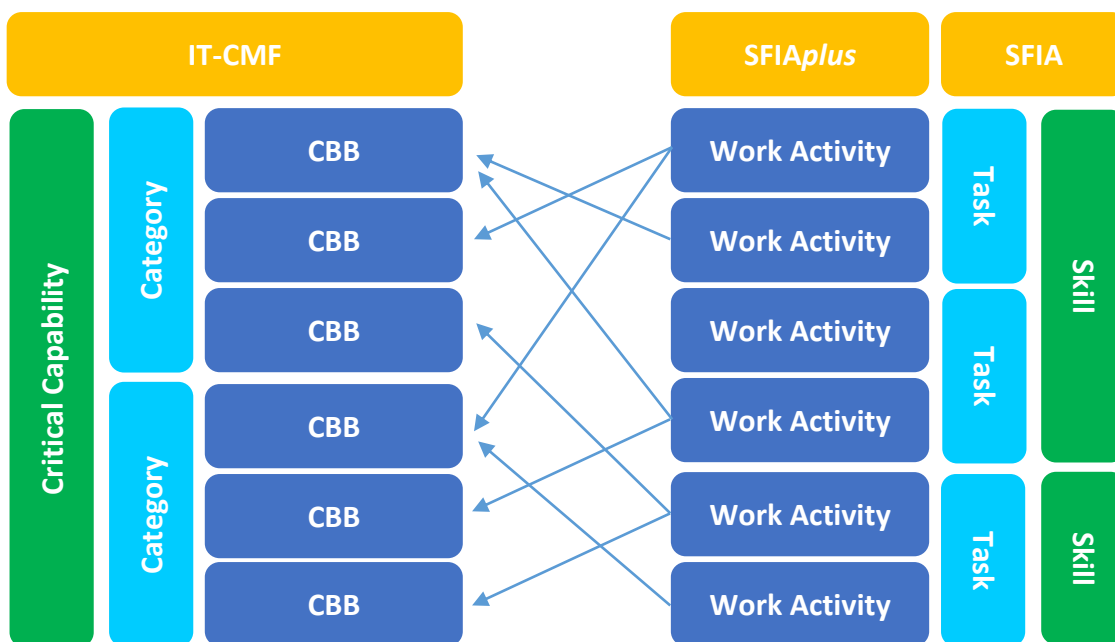 IT-CMF
SFIAplus
SFIA
Critical Capability
Category
Category
CBB
CBB
CBB
CBB
CBB
CBB
Work Activity
Work Activity
Work Activity
Work Activity
Work Activity
Work Activity
Task
Task
Task
Skill
Skill